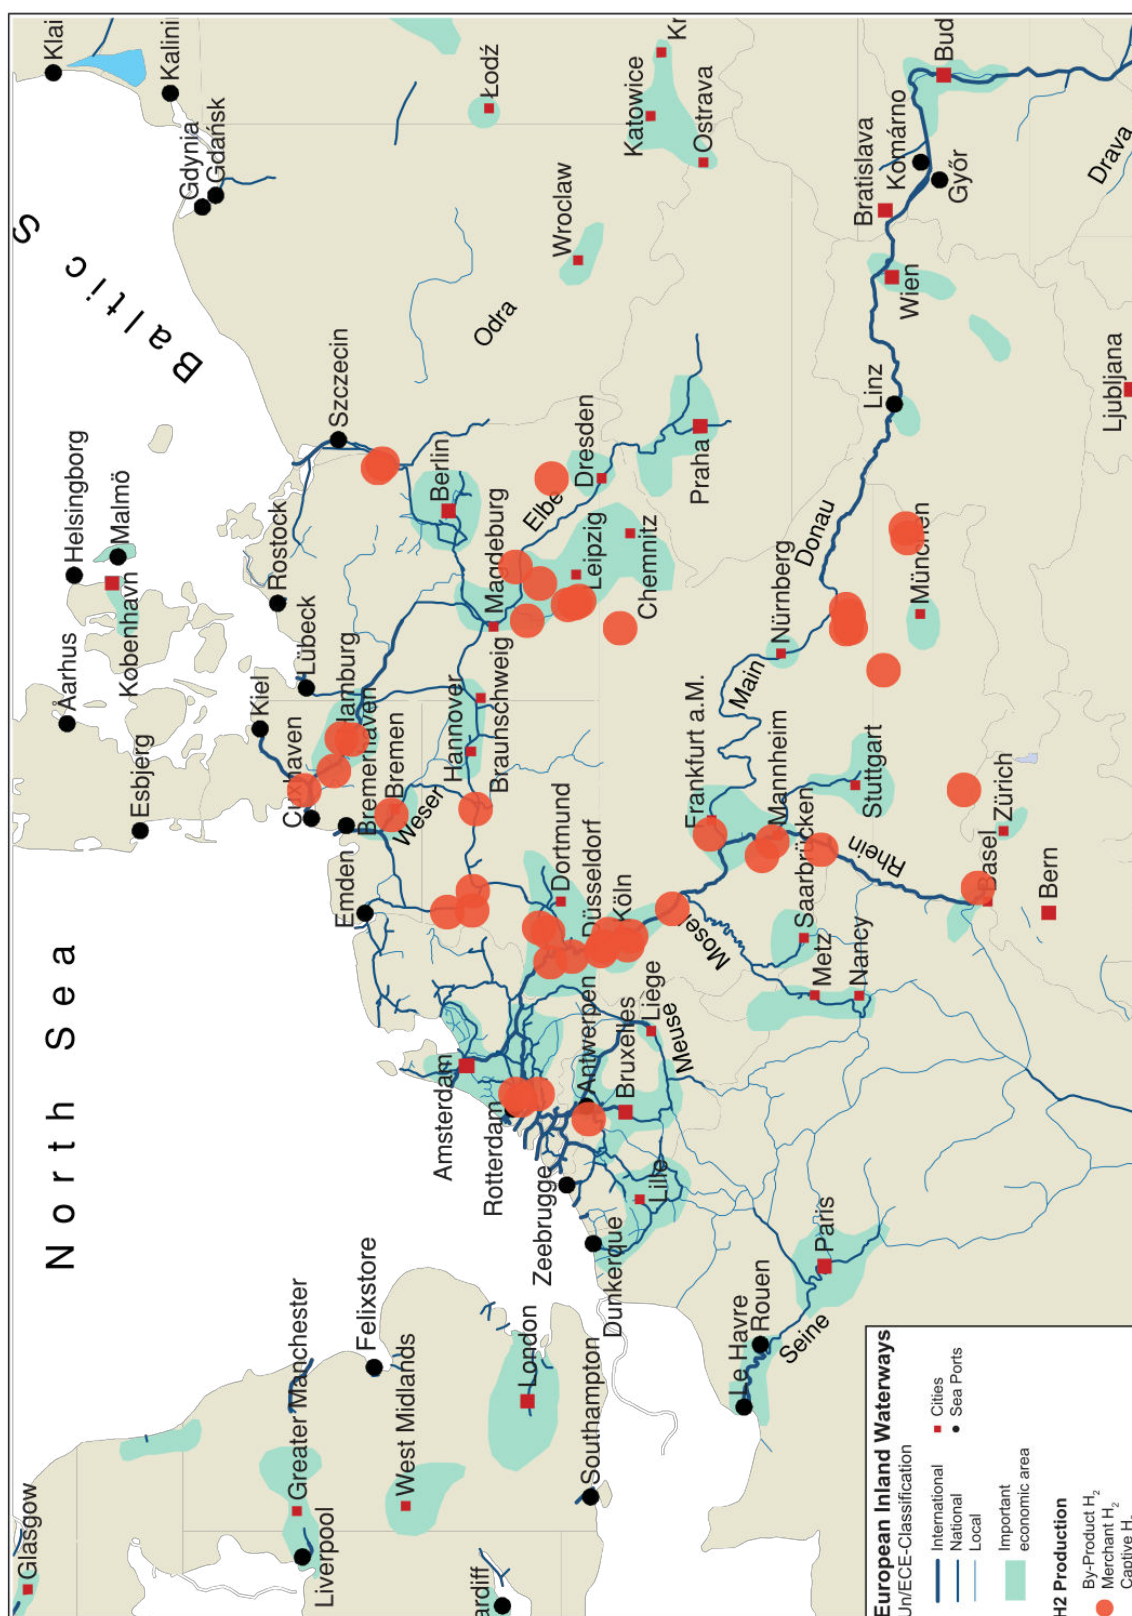 North Sea
Baltic S
Glasgow
Liverpool
Greater Manchester
West Midlands
Felixstore
London
Southampton
ardiff
Esbjerg
Åarhus
Kobenhavn
Helsingborg
Malmö
Kiel
Lübeck
Rostock
Szczecin
Gdynia
Gdańsk
Klai
Kalini
Cuxhaven
Hamburg
Bremerhaven
Bremen
Emden
Weser
Hannover
Braunschweig
Magdeburg
Berlin
Elbe
Leipzig
Dresden
Chemnitz
Praha
Odra
Wroclaw
Łodź
Katowice
Kr
Ostrava
Amsterdam
Rotterdam
Zeebrugge
Dunkerque
Antwerpen
Bruxelles
Lille
Liege
Meuse
Dortmund
Düsseldorf
Köln
Mosel
Frankfurt a.M.
Main
Mannheim
Saarbrücken
Metz
Nancy
Rhein
Stuttgart
Nürnberg
Donau
München
Linz
Wien
Bratislava
Komárno
Győr
Bud
Drava
Ljubljana
Basel
Zürich
Bern
Le Havre
Rouen
Seine
Paris
European Inland Waterways
Un/ECE-Classification
International
National
Local
Cities
Sea Ports
Important
economic area
H2 Production
By-Product H2
Merchant H2
Captive H2